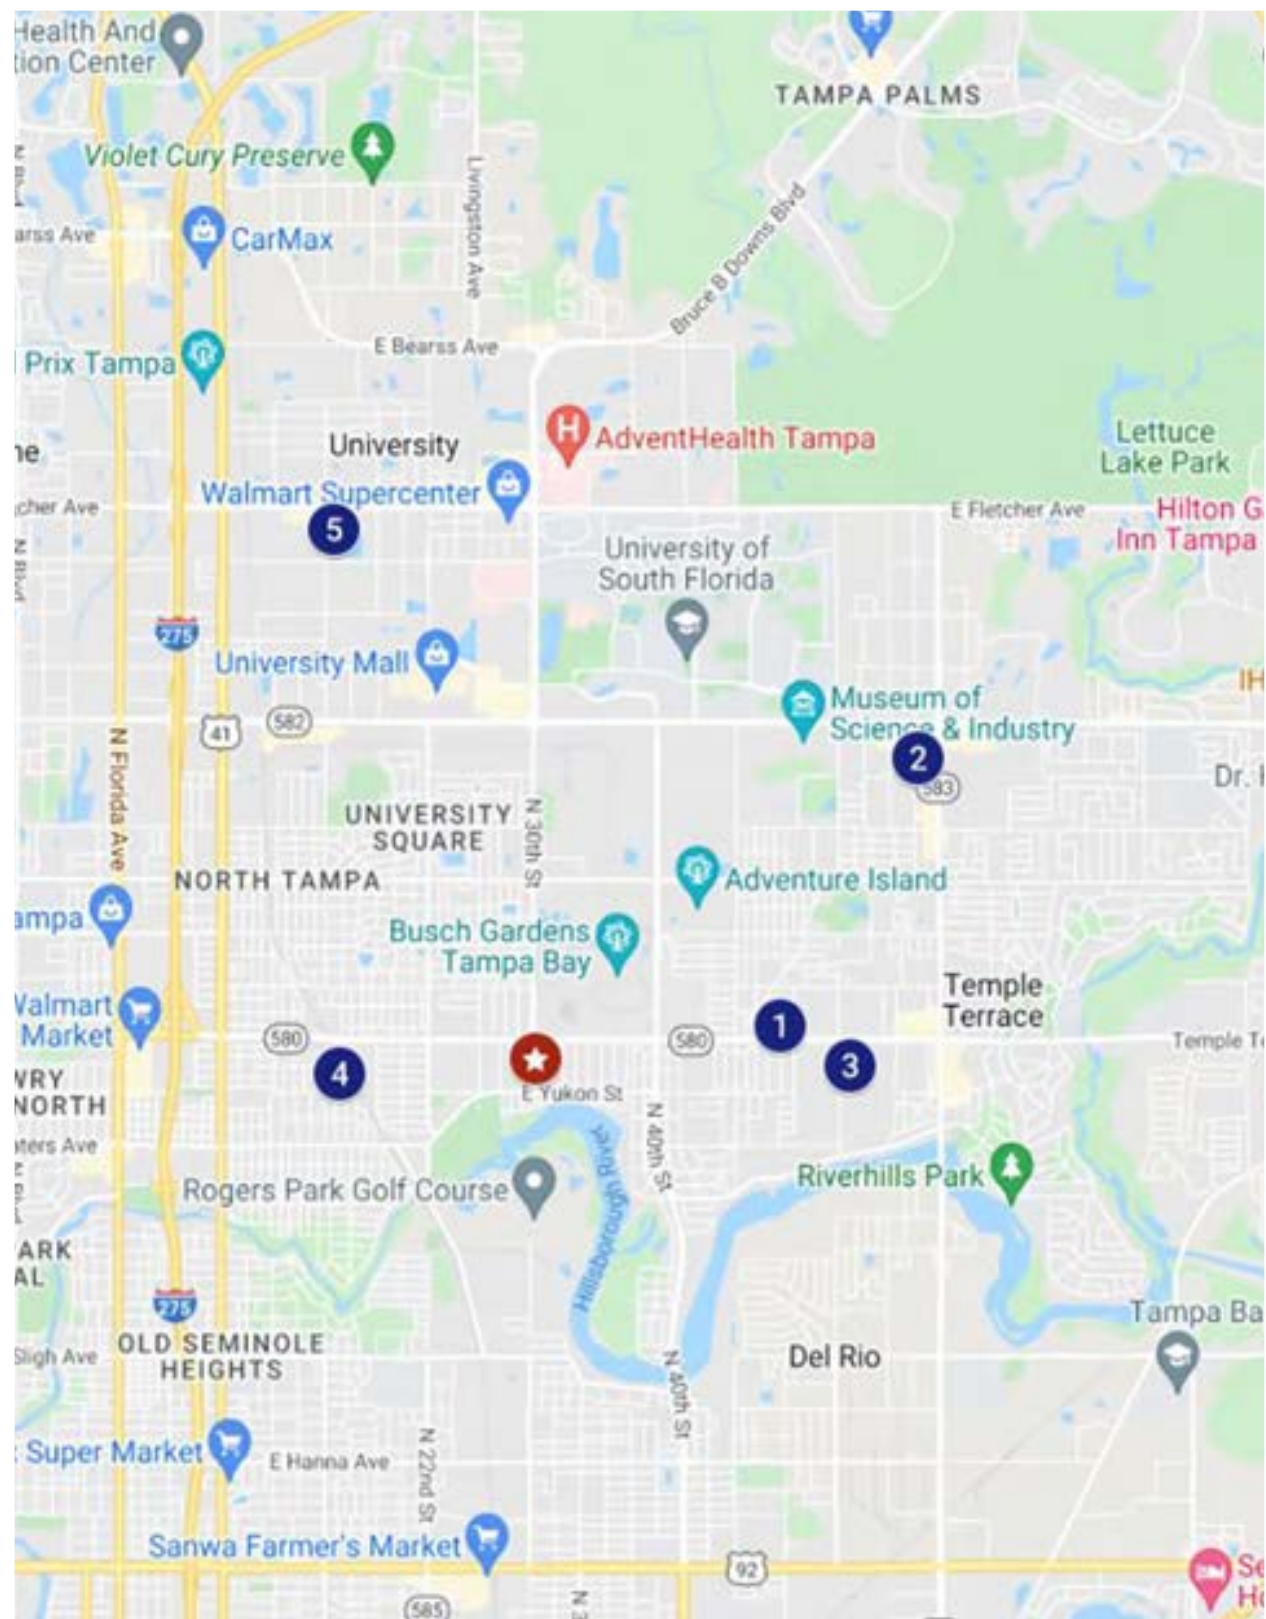 Health And
tion Center
TAMPA PALMS
Violet Cury Preserve
Livingston Ave
arss Ave
CarMax
Bruce B Downs Blvd
E Bearss Ave
Prix Tampa
University
AdventHealth Tampa
Lettuce
Lake Park
Walmart Supercenter
cher Ave
5
E Fletcher Ave
Hilton G
Inn Tampa
University of
South Florida
275
University Mall
Museum of
Science & Industry
41
582
2
583
Dr.
N Florida Ave
UNIVERSITY
SQUARE
N 30th St
NORTH TAMPA
Adventure Island
ampa
Busch Gardens
Tampa Bay
Temple
Terrace
Walmart
Market
580
580
1
Temple Te
4
3
WRY
NORTH
E Yukon St
N 40th St
aters Ave
Hillsborough River
Riverhills Park
Rogers Park Golf Course
ARK
AL
275
Tampa Ba
OLD SEMINOLE
HEIGHTS
Sligh Ave
Del Rio
N 40th St
Super Market
E Hanna Ave
N 22nd St
Sanwa Farmer's Market
92
585
N 3
Se
Ho